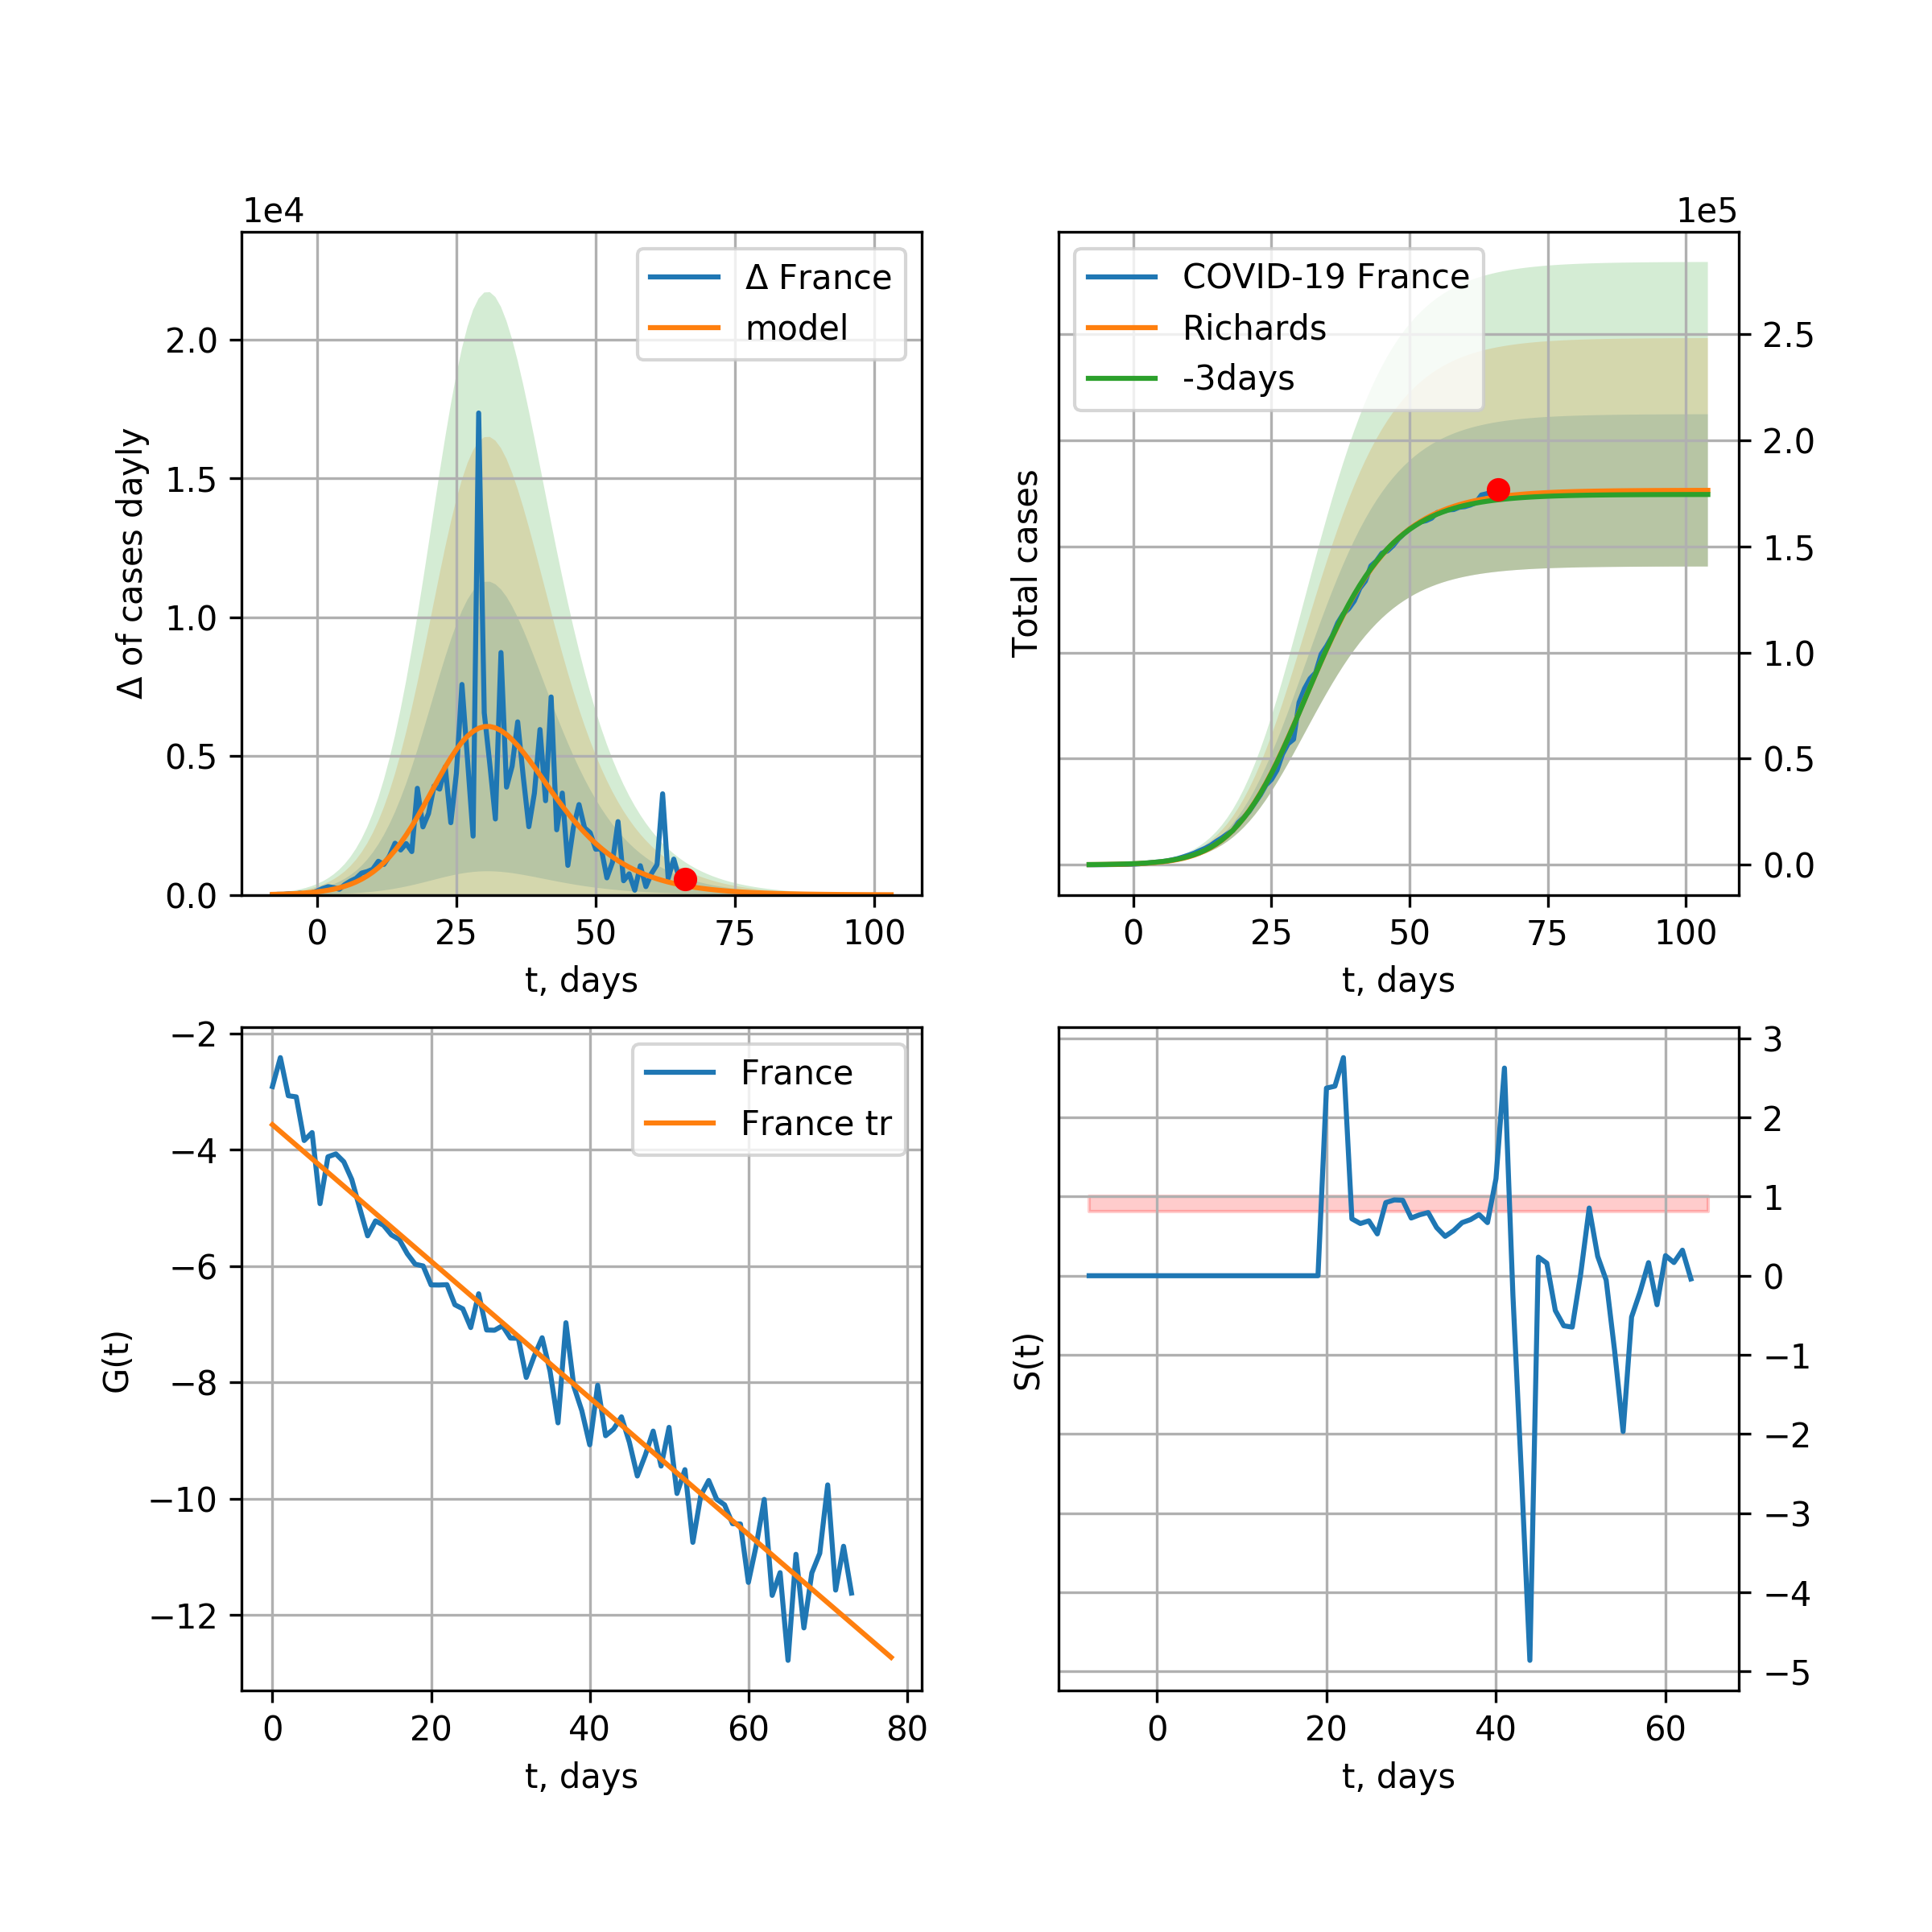 1e4
Δ France
model
2.0
1.5
1.0
0.5
0.0
Δ of cases dayly
0 25 50 75 100
t, days
1e5
COVID-19 France
Richards
-3days
2.5
2.0
1.5
1.0
0.5
0.0
Total cases
0 25 50 75 100
t, days
France
France tr
−2
−4
−6
−8
−10
−12
G(t)
0 20 40 60 80
t, days
3
2
1
0
−1
−2
−3
−4
−5
S(t)
0 20 40 60
t, days